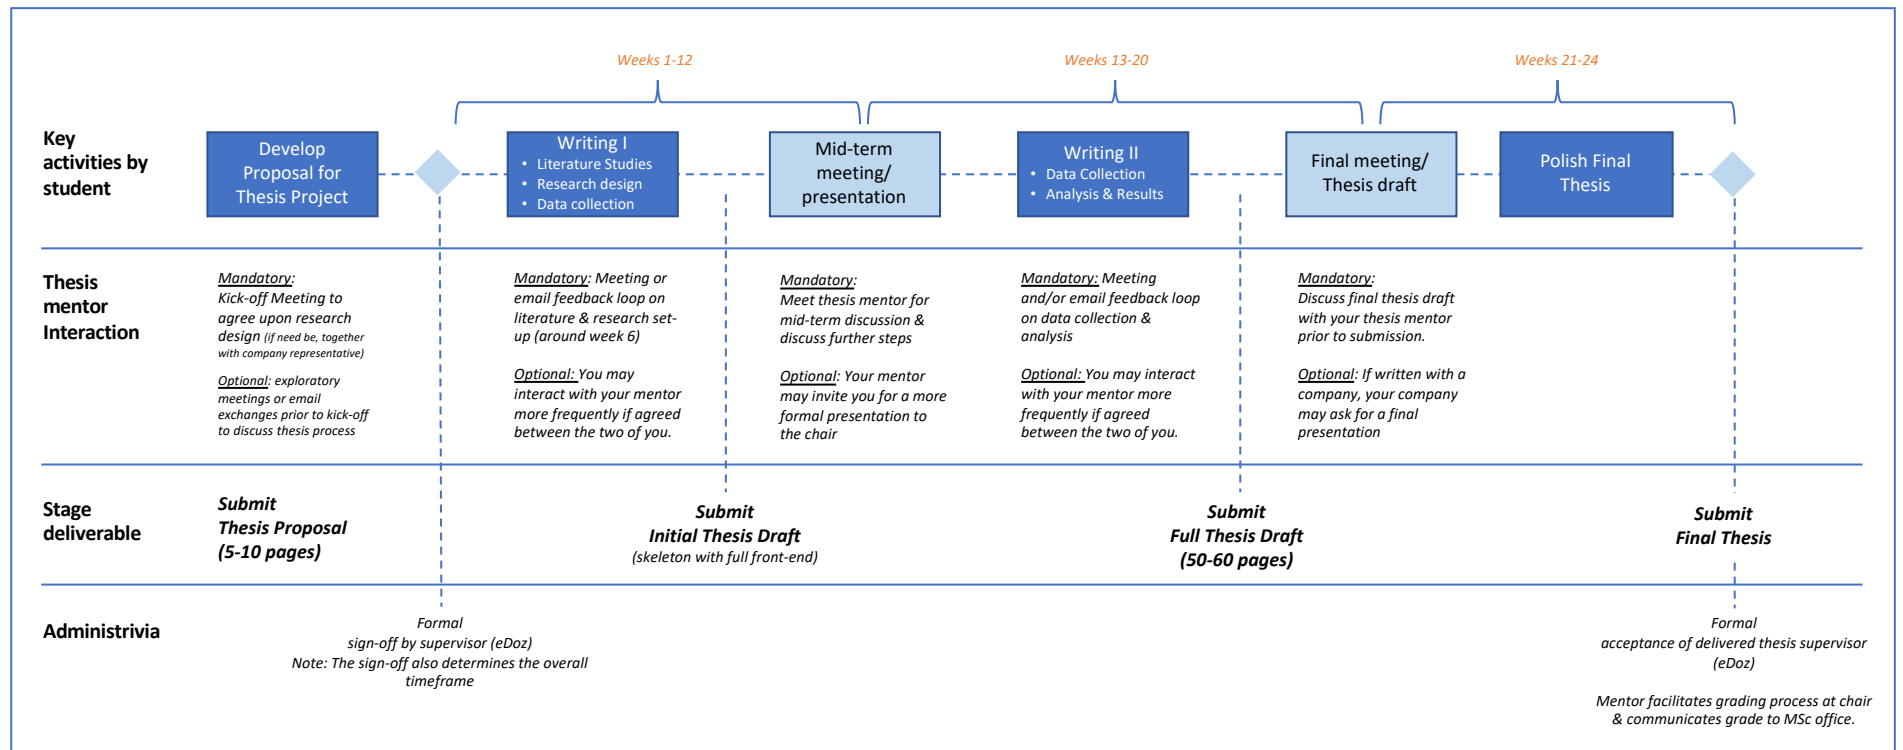 Weeks 1-12
Weeks 13-20
Weeks 21-24
Key
activities by
student
Develop
Proposal for
Thesis Project
Writing I
• Literature Studies
• Research design
• Data collection
Mid-term
meeting/
presentation
Writing II
• Data Collection
• Analysis & Results
Final meeting/
Thesis draft
Polish Final
Thesis
Thesis
mentor
Interaction
Mandatory:
Kick-off Meeting to
agree upon research
design (if need be, together
with company representative)
Optional: exploratory
meetings or email
exchanges prior to kick-off
to discuss thesis process
Mandatory: Meeting or
email feedback loop on
literature & research set-
up (around week 6)
Optional: You may
interact with your mentor
more frequently if agreed
between the two of you.
Mandatory:
Meet thesis mentor for
mid-term discussion &
discuss further steps
Optional: Your mentor
may invite you for a more
formal presentation to
the chair
Mandatory: Meeting
and/or email feedback loop
on data collection &
analysis
Optional: You may interact
with your mentor more
frequently if agreed
between the two of you.
Mandatory:
Discuss final thesis draft
with your thesis mentor
prior to submission.
Optional: If written with a
company, your company
may ask for a final
presentation
Stage
deliverable
Submit
Thesis Proposal
(5-10 pages)
Submit
Initial Thesis Draft
(skeleton with full front-end)
Submit
Full Thesis Draft
(50-60 pages)
Submit
Final Thesis
Administrivia
Formal
sign-off by supervisor (eDoz)
Note: The sign-off also determines the overall
timeframe
Formal
acceptance of delivered thesis supervisor
(eDoz)
Mentor facilitates grading process at chair
& communicates grade to MSc office.